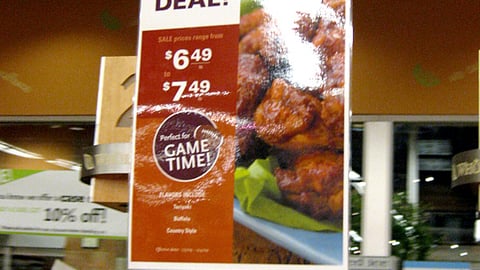 DEAL!
SALE prices range from
$6.49
to
$7.49
Perfect for
GAME
TIME!
FLAVORS INCLUDE:
Teriyaki
Buffalo
Country Style
10% off!